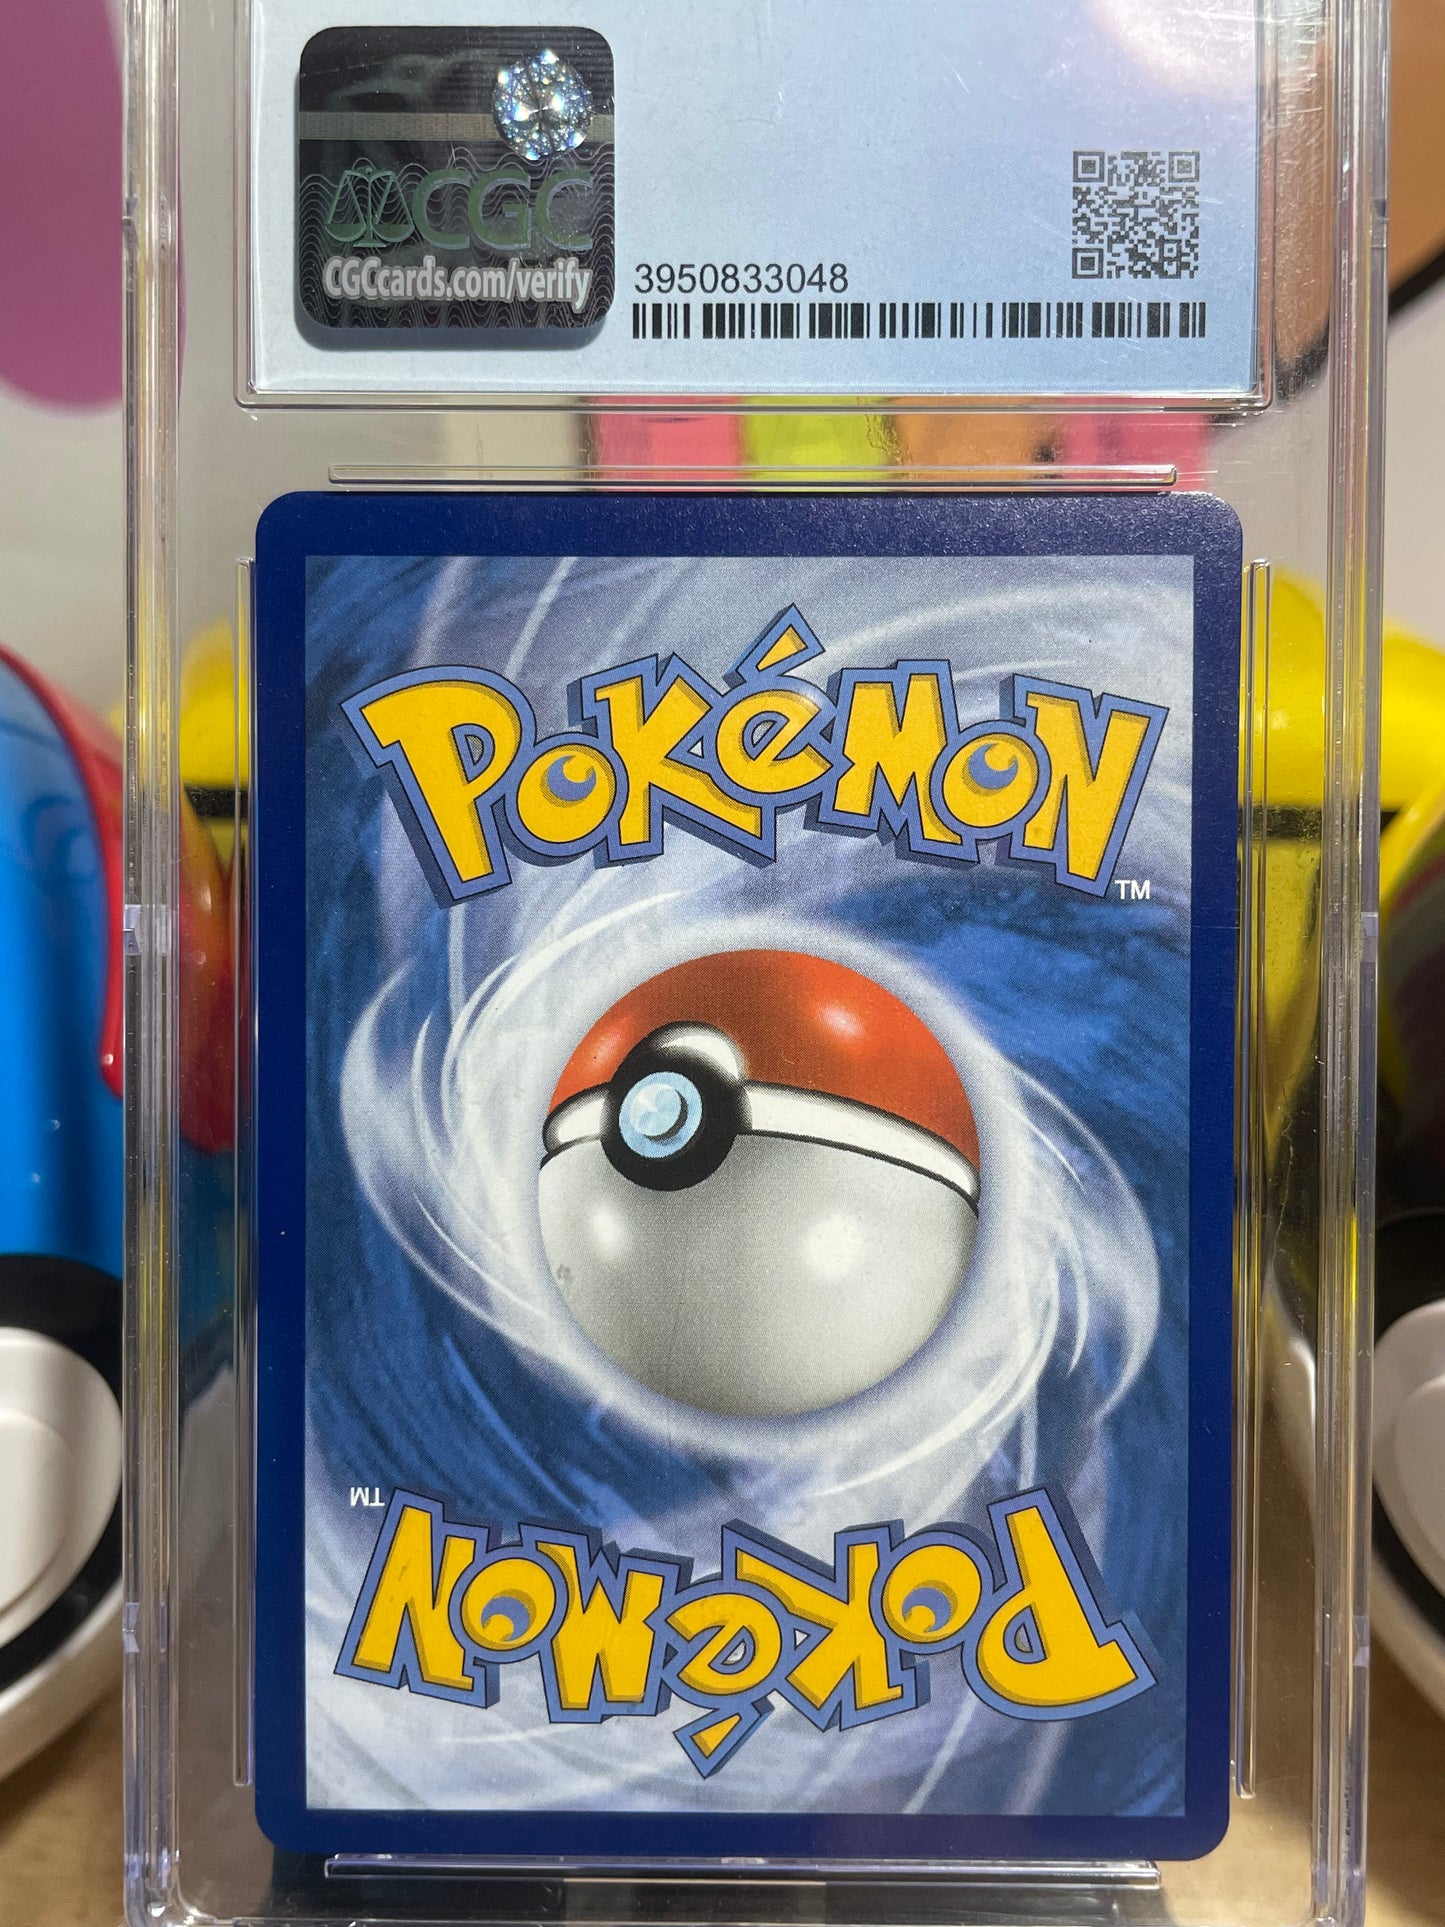 CGC
CGCcards.com/verify
3950833048
POKéMON
TM
TM
POKéMON